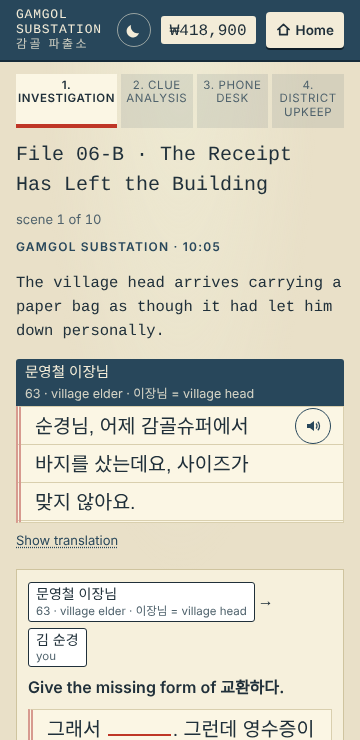 GAMGOL
SUBSTATION
감골 파출소
₩418,900
Home
1.
INVESTIGATION
2. CLUE
ANALYSIS
3. PHONE
DESK
4.
DISTRICT
UPKEEP
File 06-B · The Receipt
Has Left the Building
scene 1 of 10
GAMGOL SUBSTATION · 10:05
The village head arrives carrying a
paper bag as though it had let him
down personally.
문영철 이장님
63 · village elder · 이장님 = village head
순경님, 어제 감골슈퍼에서
바지를 샀는데요, 사이즈가
맞지 않아요.
Show translation
문영철 이장님
63 · village elder · 이장님 = village head
→
김 순경
you
Give the missing form of 교환하다.
그래서 ______. 그런데 영수증이